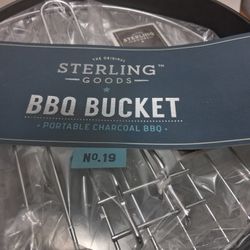 THE ORIGINAL
STERLING™
GOODS
BBQ BUCKET
• PORTABLE CHARCOAL BBQ •
No.19